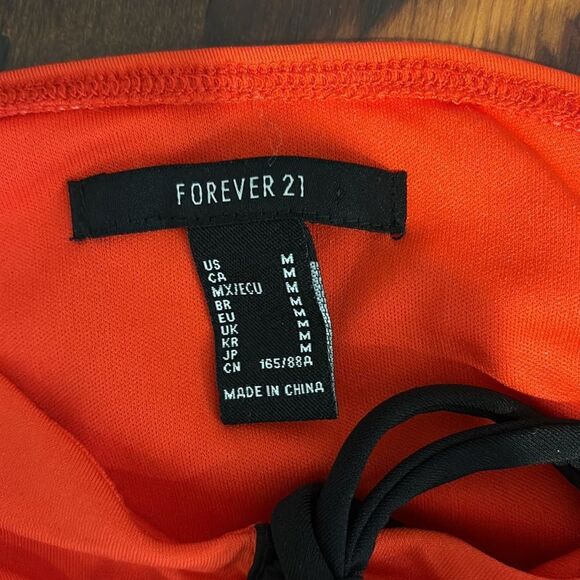 FOREVER 21
US M
CA M
MX/ECU M
BR M
EU M
UK M
KR M
JP M
CN 165/88A
MADE IN CHINA